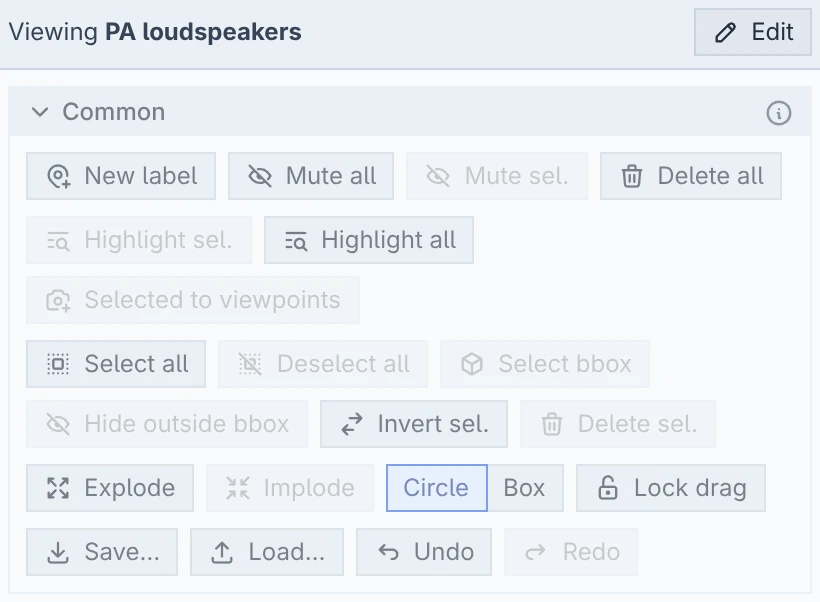 Viewing PA loudspeakers Edit
Common
New label Mute all Mute sel. Delete all
Highlight sel. Highlight all
Selected to viewpoints
Select all Deselect all Select bbox
Hide outside bbox Invert sel. Delete sel.
Explode Implode Circle Box Lock drag
Save... Load... Undo Redo